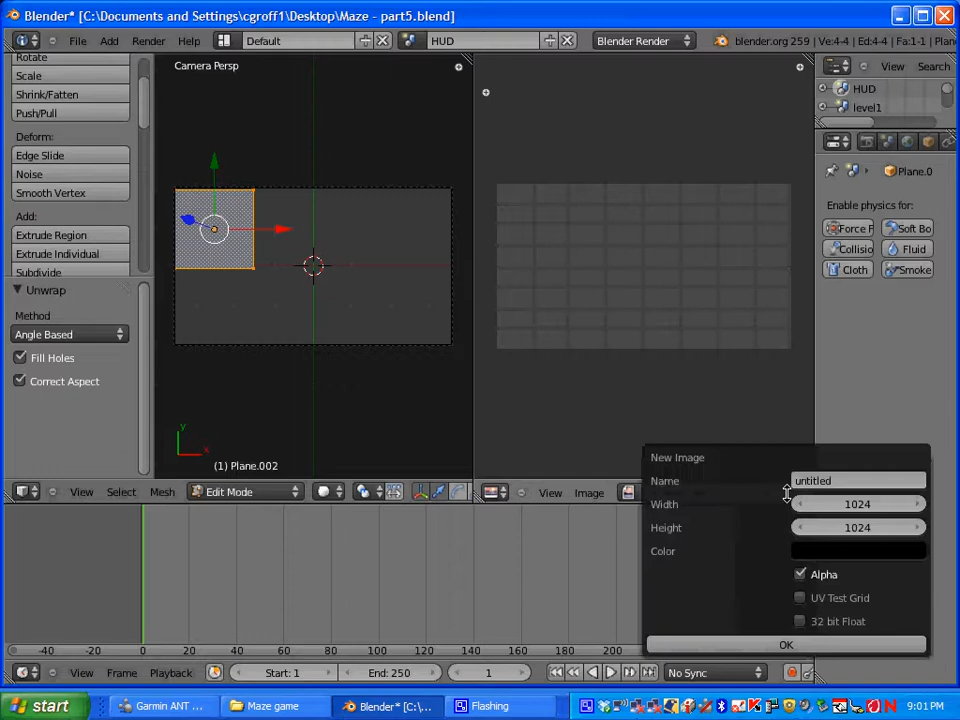 Blender* [C:\Documents and Settings\cgroff1\Desktop\Maze - part5.blend]
File Add Render Help Default HUD Blender Render blender.org 259 | Ve:4-4 | Ed:4-4 | Fa:1-1 | Plan
Rotate
Scale
Shrink/Fatten
Push/Pull
Deform:
Edge Slide
Noise
Smooth Vertex
Add:
Extrude Region
Extrude Individual
Subdivide
Unwrap
Method
Angle Based
Fill Holes
Correct Aspect
Camera Persp
y
x
(1) Plane.002
View Select Mesh Edit Mode
View Image
View Search
HUD
level1
Plane.0
Enable physics for:
Force F Soft Bo
Collisio Fluid
Cloth Smoke
New Image
Name untitled
Width 1024
Height 1024
Color
Alpha
UV Test Grid
32 bit Float
OK
-40 -20 0 20 40 60 80 100 120 140 160
View Frame Playback Start: 1 End: 250 1 No Sync
start Garmin ANT ... Maze game Blender* [C:\D... Flashing 9:01 PM